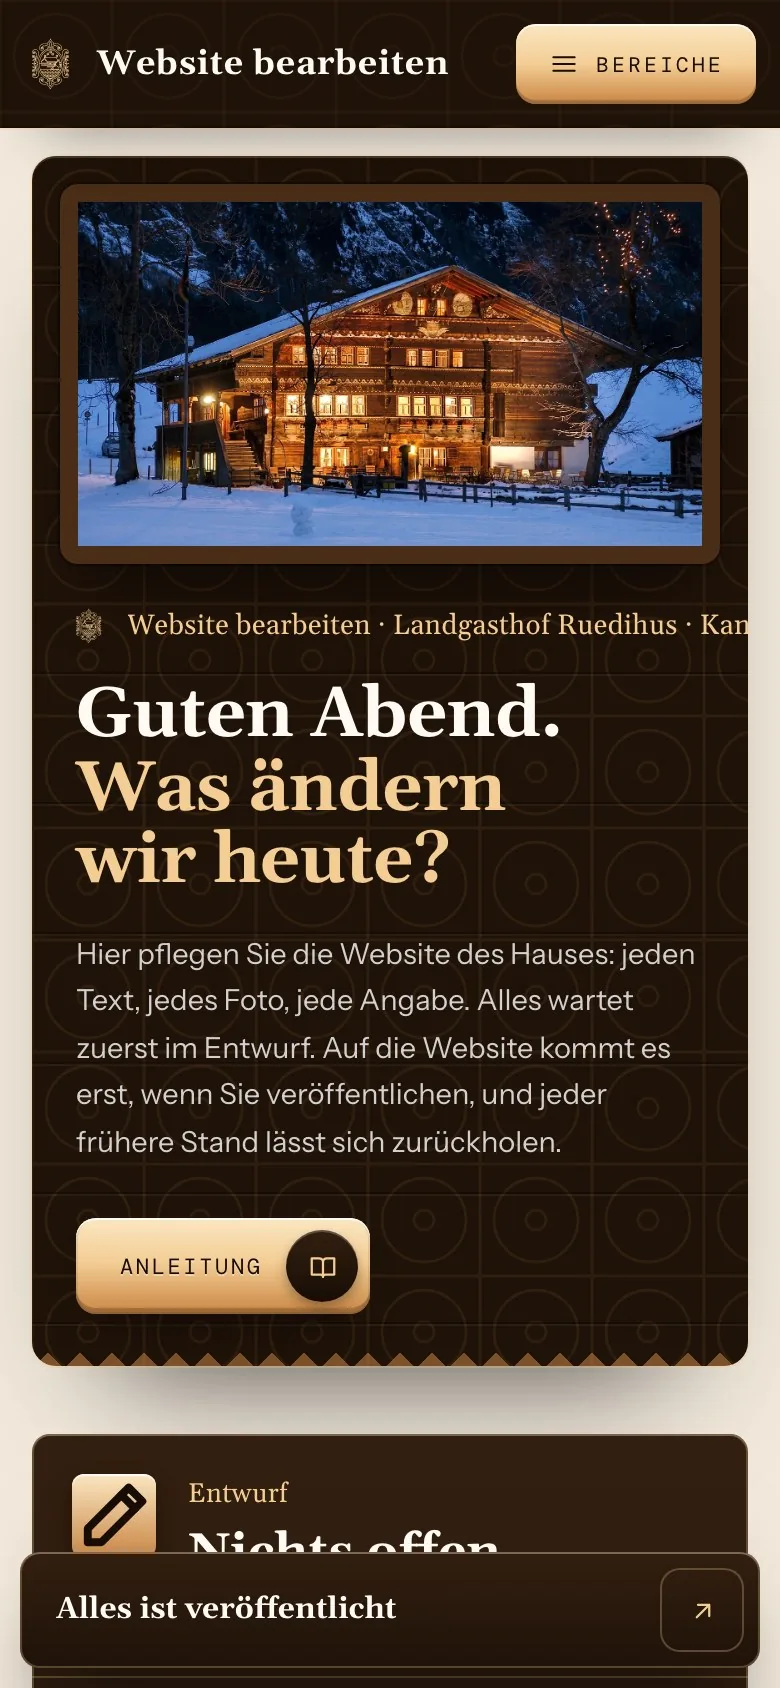 Website bearbeiten
BEREICHE
Website bearbeiten · Landgasthof Ruedihus · Kan
Guten Abend.
Was ändern
wir heute?
Hier pflegen Sie die Website des Hauses: jeden
Text, jedes Foto, jede Angabe. Alles wartet
zuerst im Entwurf. Auf die Website kommt es
erst, wenn Sie veröffentlichen, und jeder
frühere Stand lässt sich zurückholen.
ANLEITUNG
Entwurf
Nichts offen
Alles ist veröffentlicht